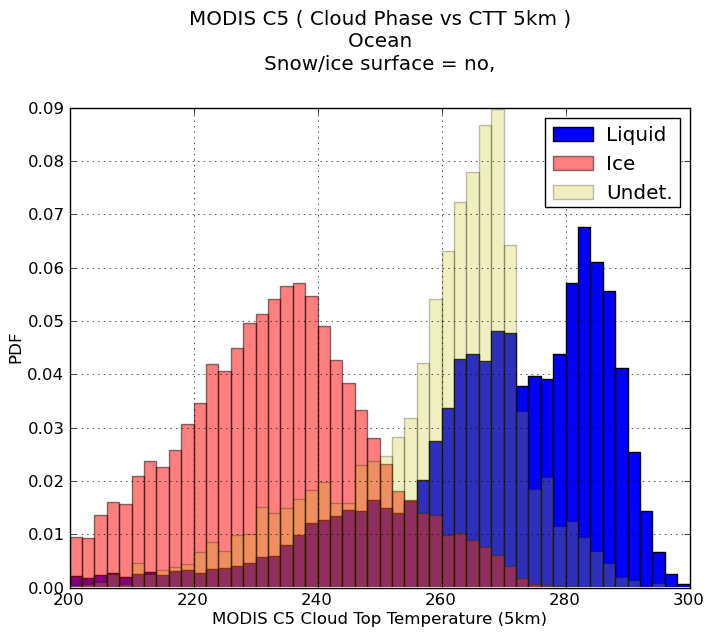 MODIS C5 ( Cloud Phase vs CTT 5km )
Ocean
Snow/ice surface = no,
0.09
0.08
0.07
0.06
0.05
0.04
0.03
0.02
0.01
0.00
PDF
Liquid
Ice
Undet.
200 220 240 260 280 300
MODIS C5 Cloud Top Temperature (5km)